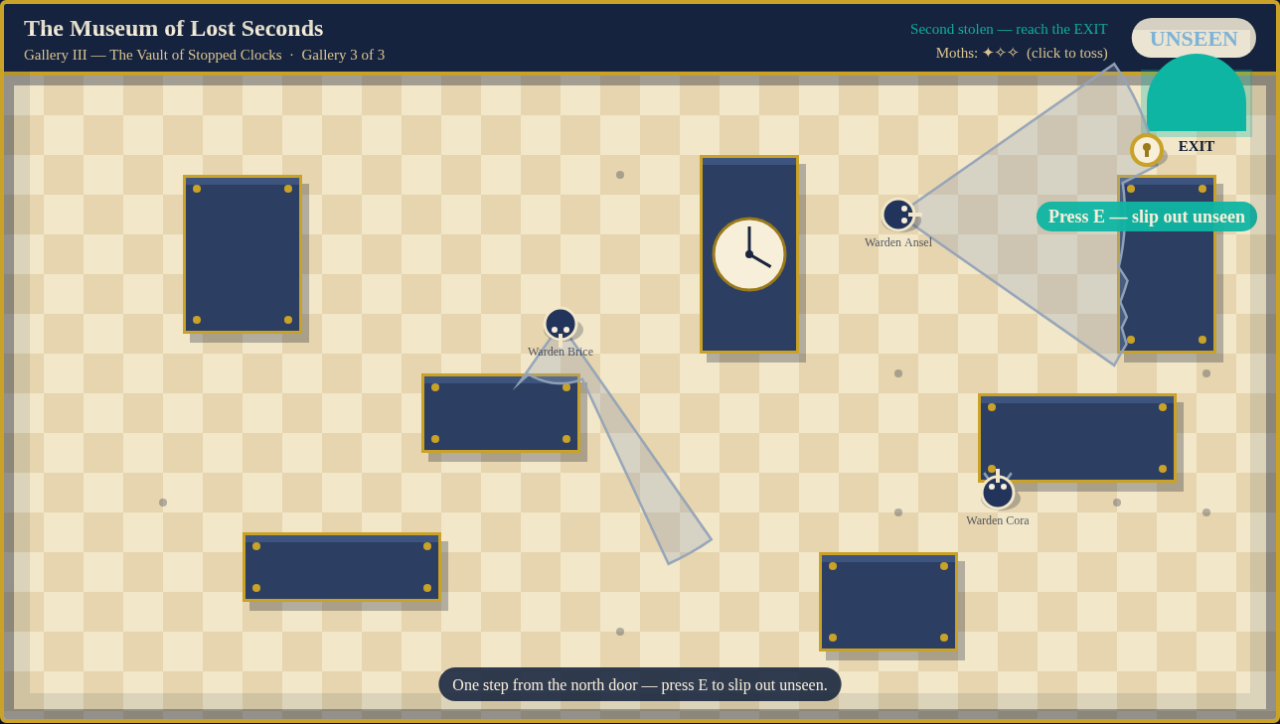 The Museum of Lost Seconds
Gallery III — The Vault of Stopped Clocks · Gallery 3 of 3
Second stolen — reach the EXIT
Moths: ✦✧✧ (click to toss)
UNSEEN
EXIT
Press E — slip out unseen
Warden Ansel
Warden Brice
Warden Cora
One step from the north door — press E to slip out unseen.